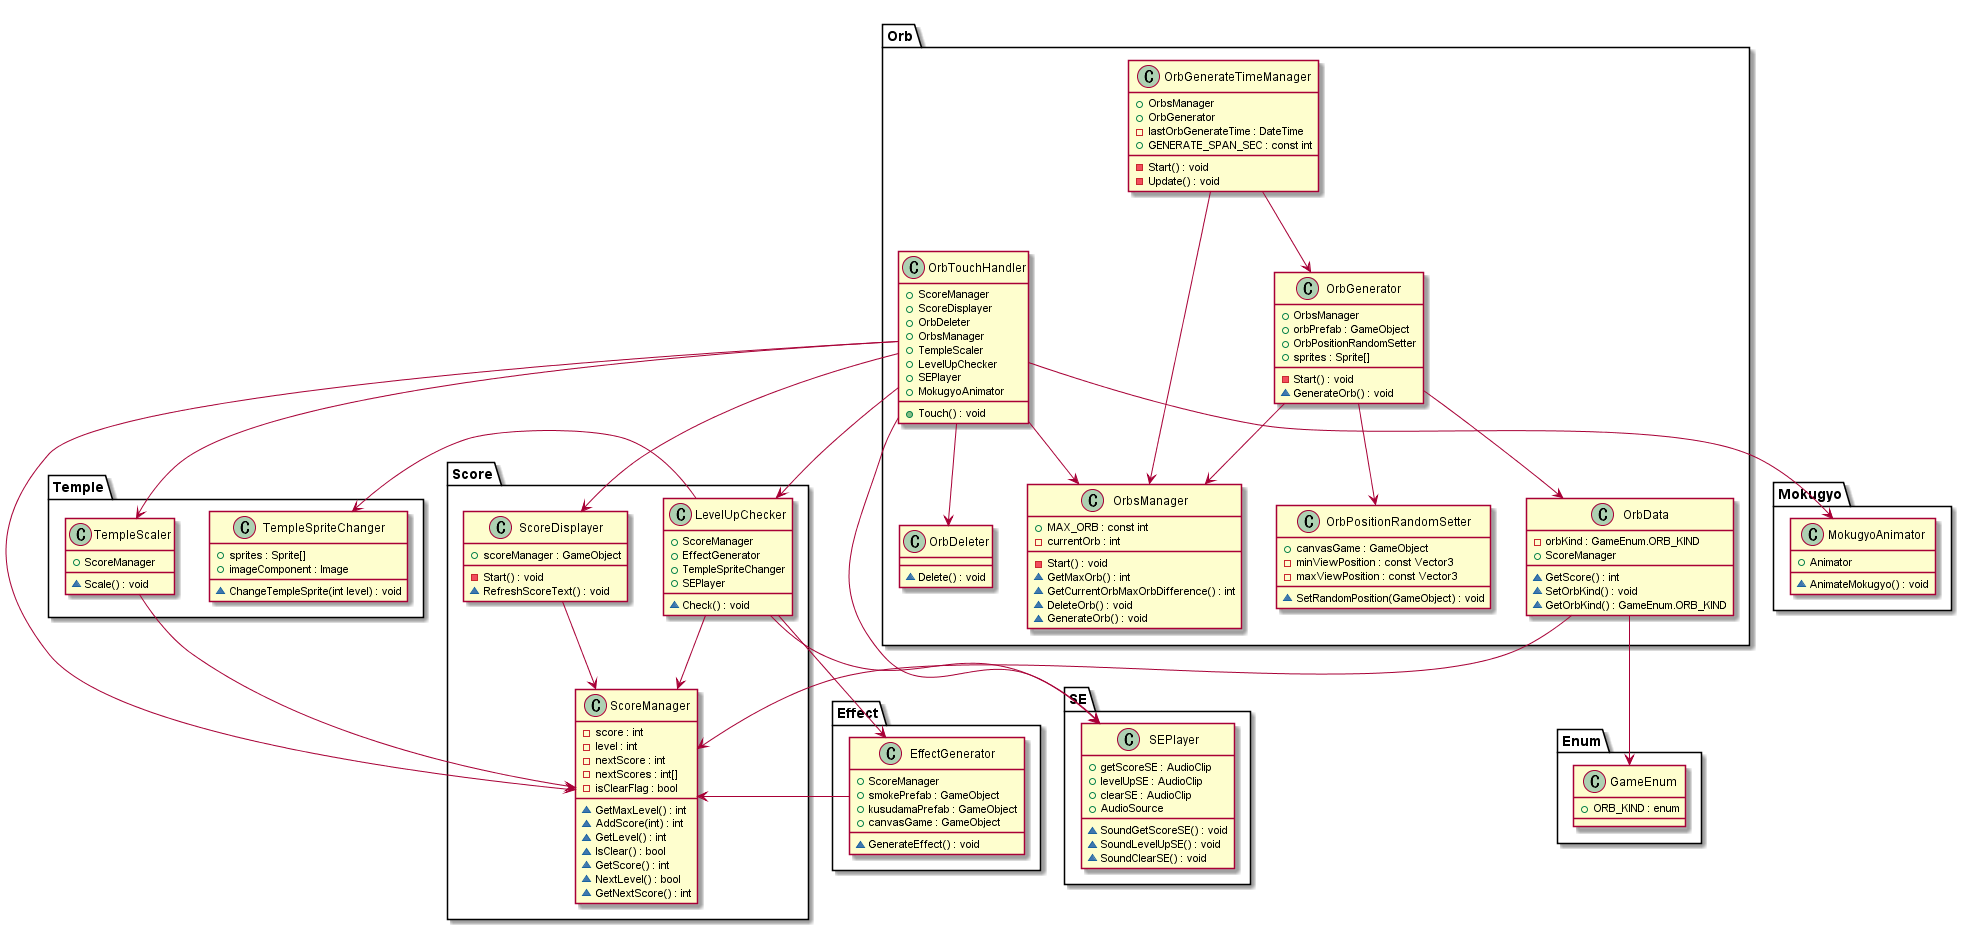 Orb
C OrbGenerateTimeManager
OrbsManager
OrbGenerator
lastOrbGenerateTime : DateTime
GENERATE_SPAN_SEC : const int
Start() : void
Update() : void
C OrbTouchHandler
ScoreManager
ScoreDisplayer
OrbDeleter
OrbsManager
TempleScaler
LevelUpChecker
SEPlayer
MokugyoAnimator
Touch() : void
C OrbGenerator
OrbsManager
orbPrefab : GameObject
OrbPositionRandomSetter
sprites : Sprite[]
Start() : void
GenerateOrb() : void
Temple
C TempleScaler
ScoreManager
Scale() : void
C TempleSpriteChanger
sprites : Sprite[]
imageComponent : Image
ChangeTempleSprite(int level) : void
Score
C ScoreDisplayer
scoreManager : GameObject
Start() : void
RefreshScoreText() : void
C LevelUpChecker
ScoreManager
EffectGenerator
TempleSpriteChanger
SEPlayer
Check() : void
C OrbDeleter
Delete() : void
C OrbsManager
MAX_ORB : const int
currentOrb : int
Start() : void
GetMaxOrb() : int
GetCurrentOrbMaxOrbDifference() : int
DeleteOrb() : void
GenerateOrb() : void
C OrbPositionRandomSetter
canvasGame : GameObject
minViewPosition : const Vector3
maxViewPosition : const Vector3
SetRandomPosition(GameObject) : void
C OrbData
orbKind : GameEnum.ORB_KIND
ScoreManager
GetScore() : int
SetOrbKind() : void
GetOrbKind() : GameEnum.ORB_KIND
Mokugyo
C MokugyoAnimator
Animator
AnimateMokugyo() : void
C ScoreManager
score : int
level : int
nextScore : int
nextScores : int[]
isClearFlag : bool
GetMaxLevel() : int
AddScore(int) : int
GetLevel() : int
IsClear() : bool
GetScore() : int
NextLevel() : bool
GetNextScore() : int
Effect
C EffectGenerator
ScoreManager
smokePrefab : GameObject
kusudamaPrefab : GameObject
canvasGame : GameObject
GenerateEffect() : void
SE
C SEPlayer
getScoreSE : AudioClip
levelUpSE : AudioClip
clearSE : AudioClip
AudioSource
SoundGetScoreSE() : void
SoundLevelUpSE() : void
SoundClearSE() : void
Enum
C GameEnum
ORB_KIND : enum